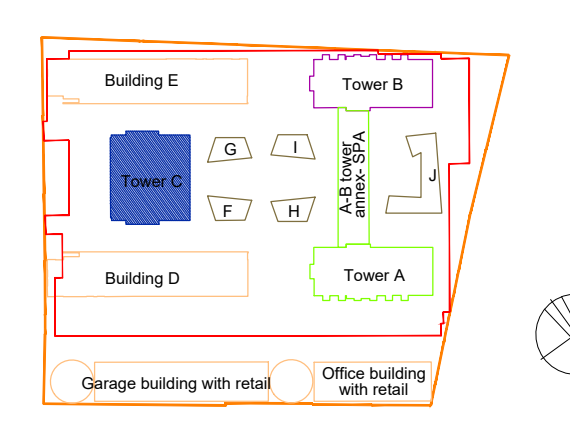 Building E
Tower B
G
I
A-B tower
annex- SPA
J
Tower C
F
H
Building D
Tower A
Garage building with retail
Office building
with retail